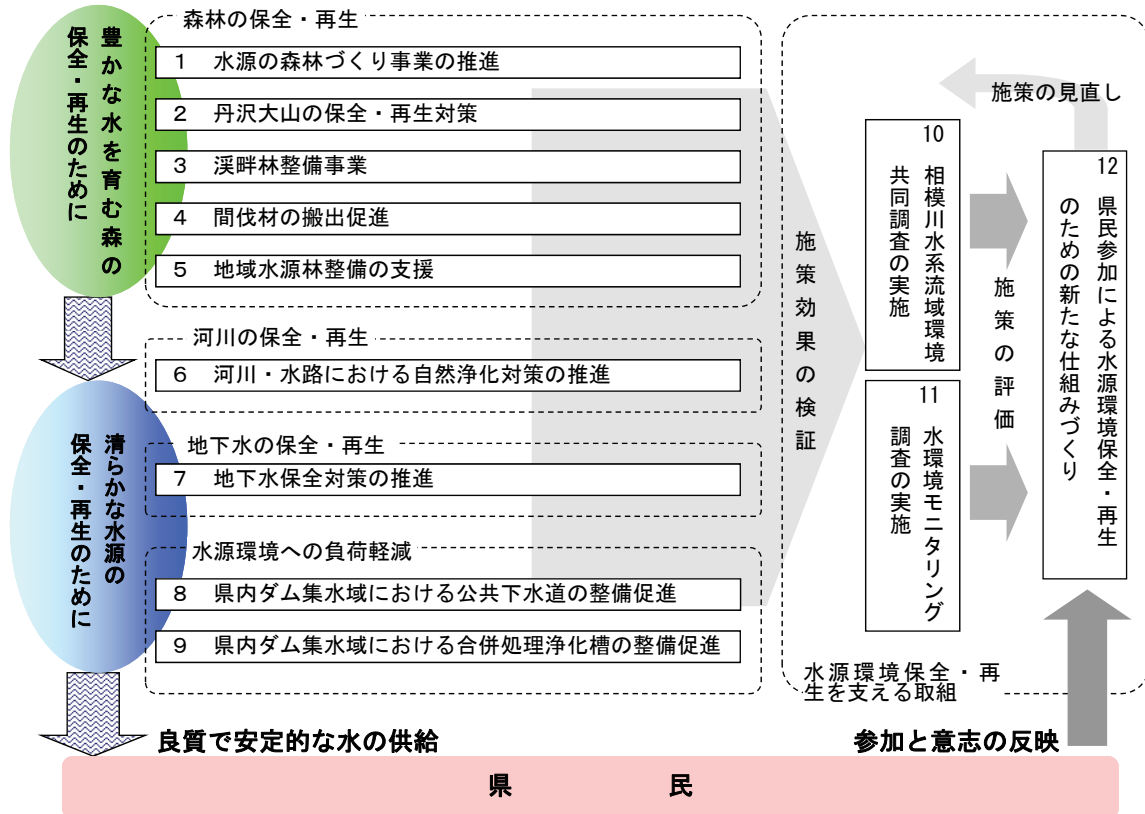 豊かな水を育む森の
保全・再生のために
森林の保全・再生
1 水源の森林づくり事業の推進
2 丹沢大山の保全・再生対策
3 渓畔林整備事業
4 間伐材の搬出促進
5 地域水源林整備の支援
清らかな水源の
保全・再生のために
河川の保全・再生
6 河川・水路における自然浄化対策の推進
地下水の保全・再生
7 地下水保全対策の推進
水源環境への負荷軽減
8 県内ダム集水域における公共下水道の整備促進
9 県内ダム集水域における合併処理浄化槽の整備促進
施策効果の検証
10 相模川水系流域環境
共同調査の実施
11 水環境モニタリング
調査の実施
施策の評価
施策の見直し
12 県民参加による水源環境保全・再生
のための新たな仕組みづくり
水源環境保全・再
生を支える取組
良質で安定的な水の供給
参加と意志の反映
県 民